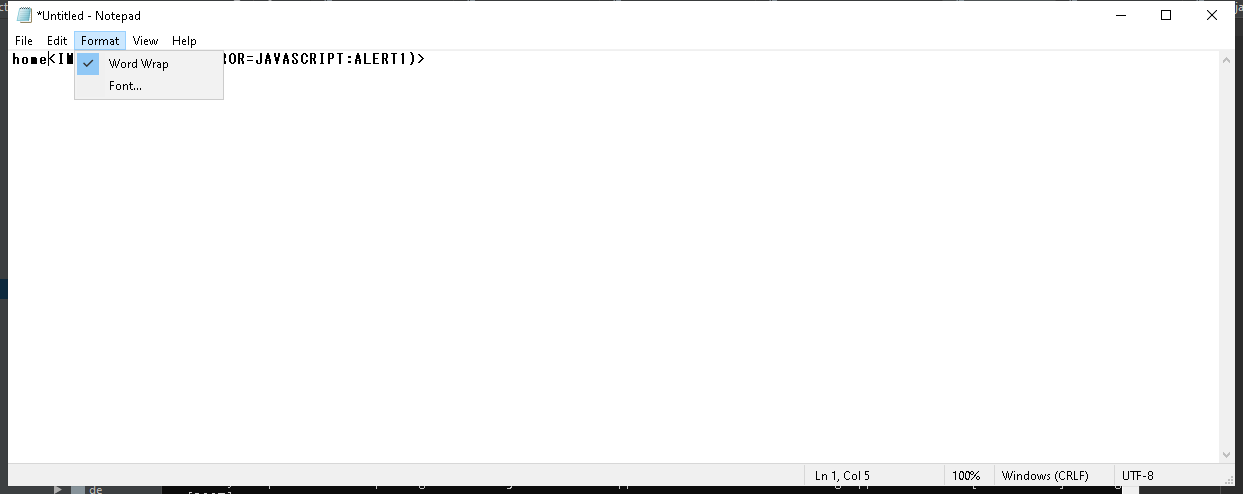 *Untitled - Notepad
File Edit Format View Help
home<IM ROR=JAVASCRIPT:ALERT1)>
Word Wrap
Font...
Ln 1, Col 5 100% Windows (CRLF) UTF-8
de